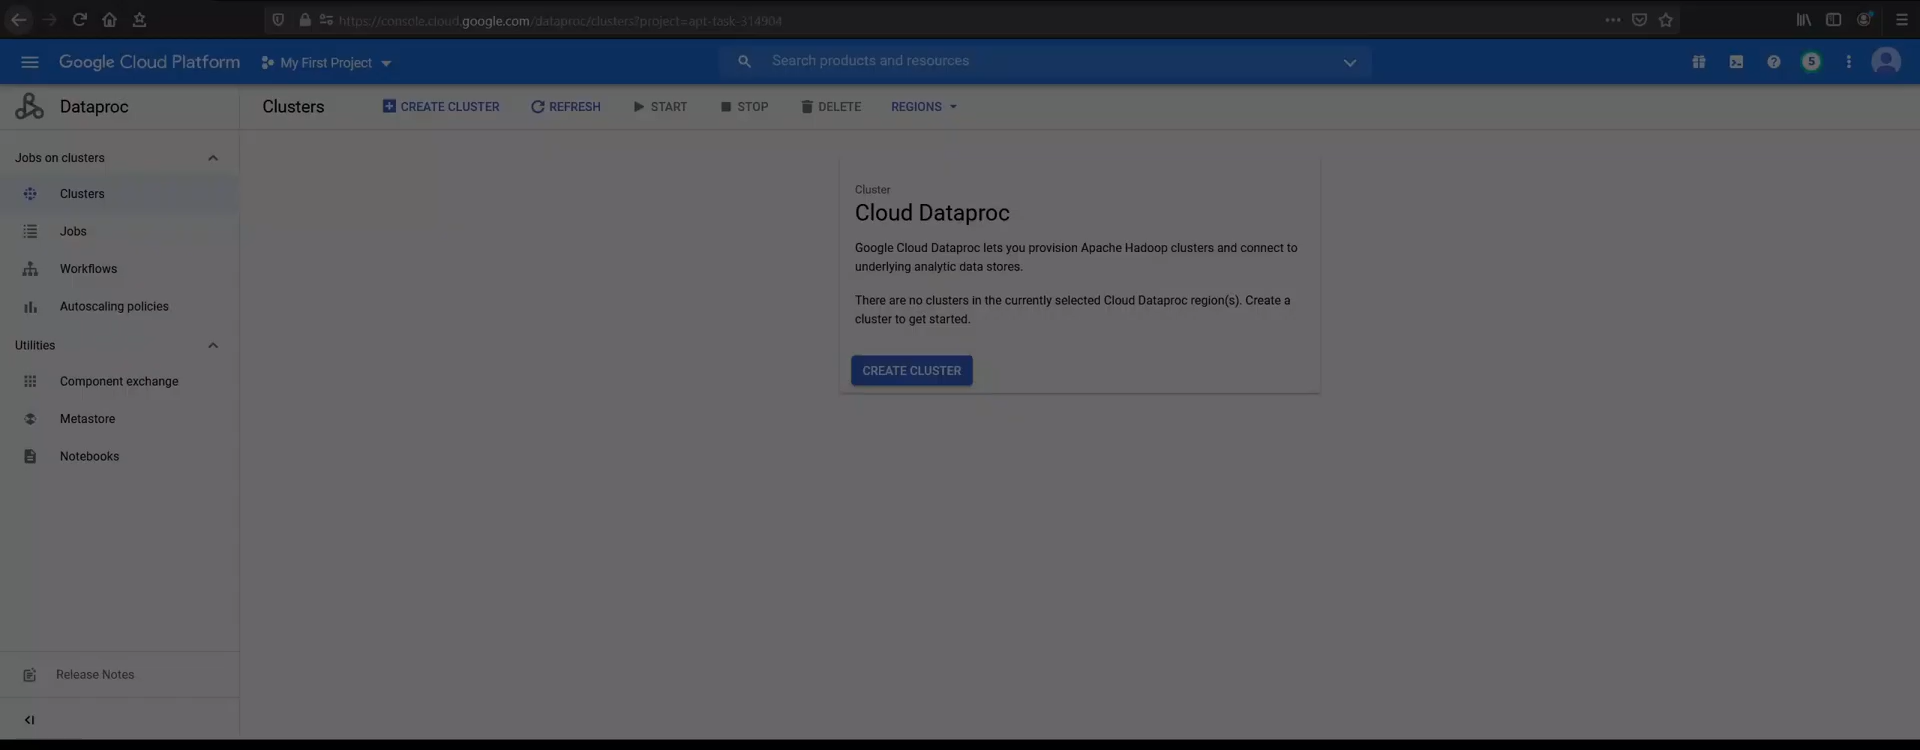 https://console.cloud.google.com/dataproc/clusters?project=apt-task-314904
Google Cloud Platform
My First Project
Search products and resources
5
Dataproc
Clusters
CREATE CLUSTER
REFRESH
START
STOP
DELETE
REGIONS
Jobs on clusters
Clusters
Jobs
Workflows
Autoscaling policies
Utilities
Component exchange
Metastore
Notebooks
Release Notes
Cluster
Cloud Dataproc
Google Cloud Dataproc lets you provision Apache Hadoop clusters and connect to
underlying analytic data stores.
There are no clusters in the currently selected Cloud Dataproc region(s). Create a
cluster to get started.
CREATE CLUSTER